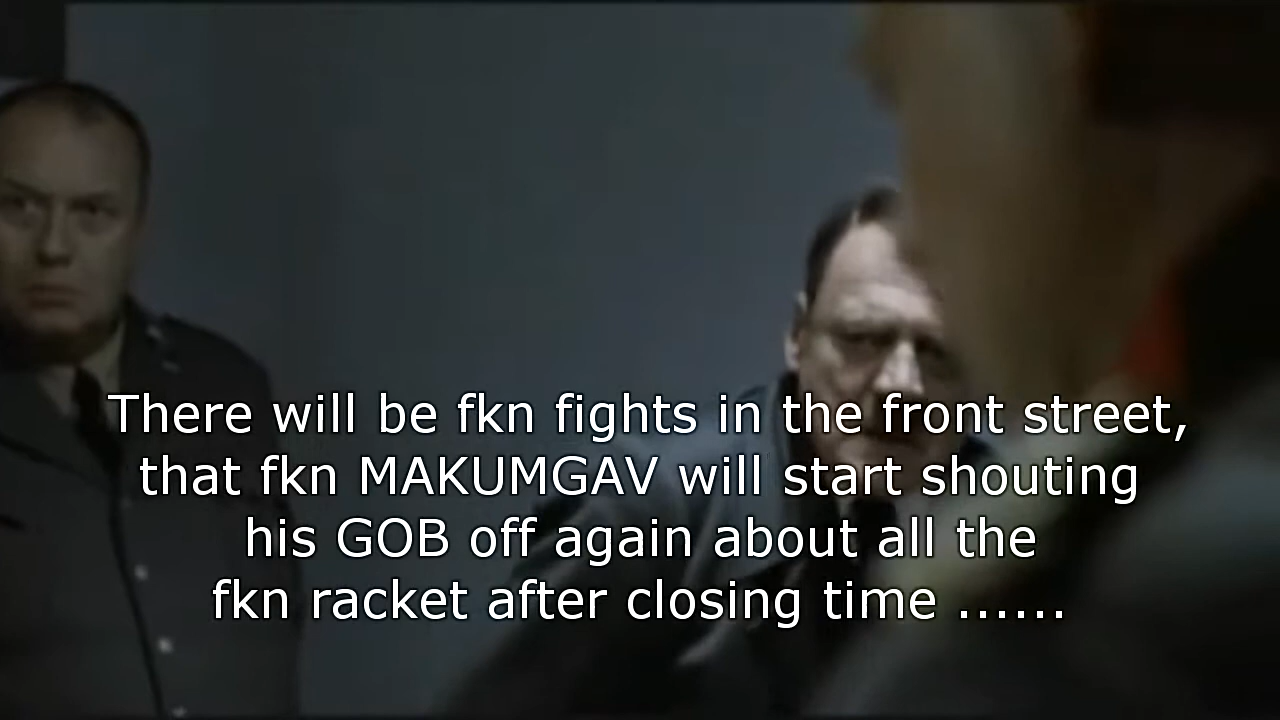 There will be fkn fights in the front street,
that fkn MAKUMGAV will start shouting
his GOB off again about all the
fkn racket after closing time ......